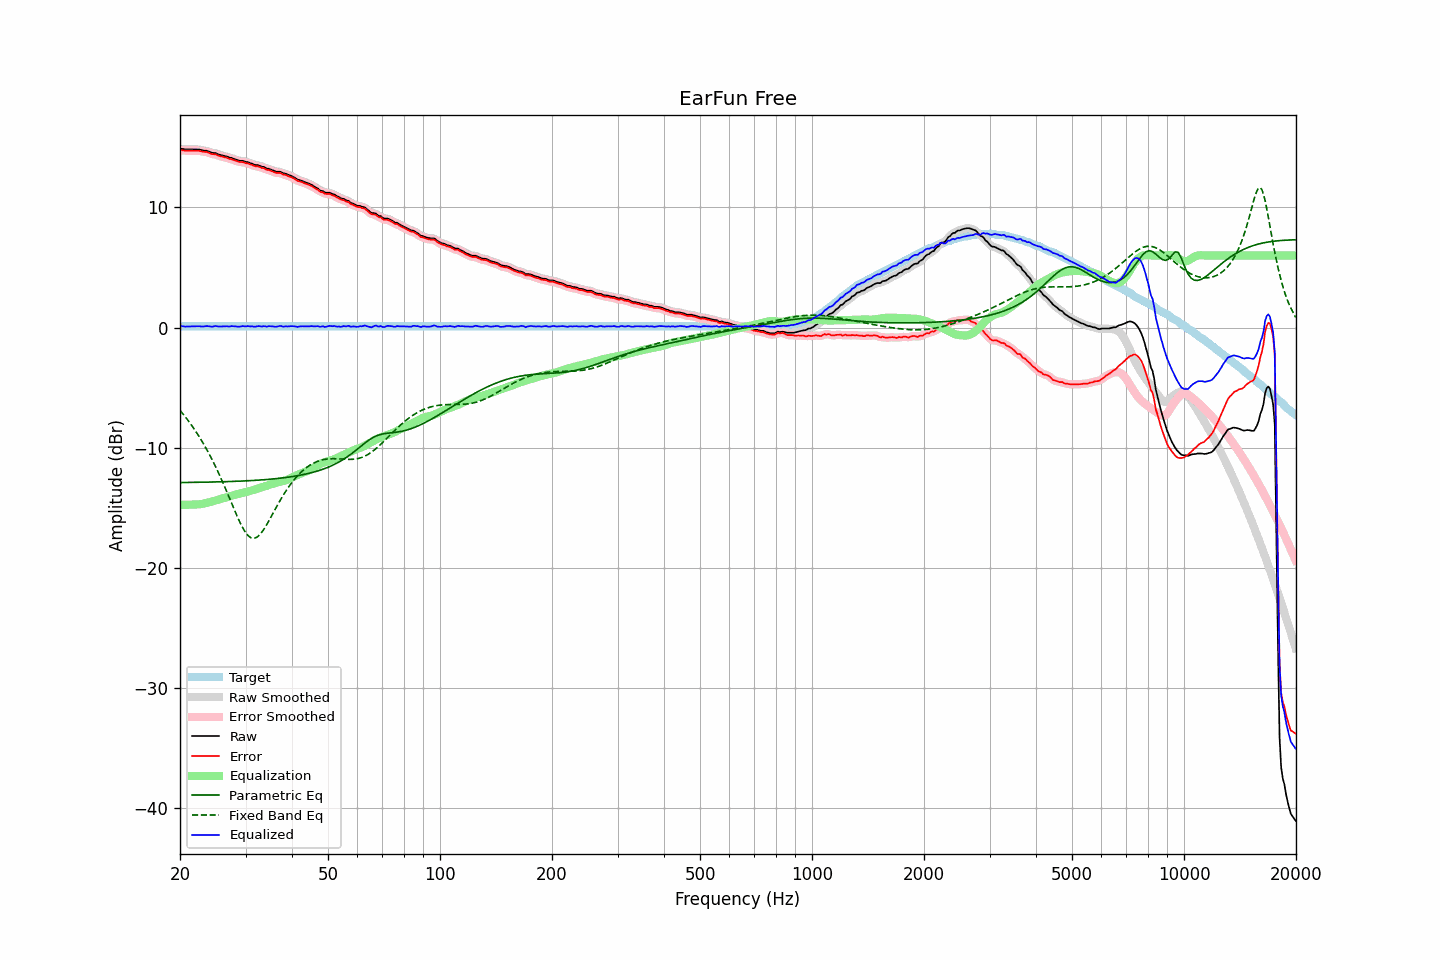 EarFun Free
Amplitude (dBr)
10
0
−10
−20
−30
−40
Target
Raw Smoothed
Error Smoothed
Raw
Error
Equalization
Parametric Eq
Fixed Band Eq
Equalized
20 50 100 200 500 1000 2000 5000 10000 20000
Frequency (Hz)